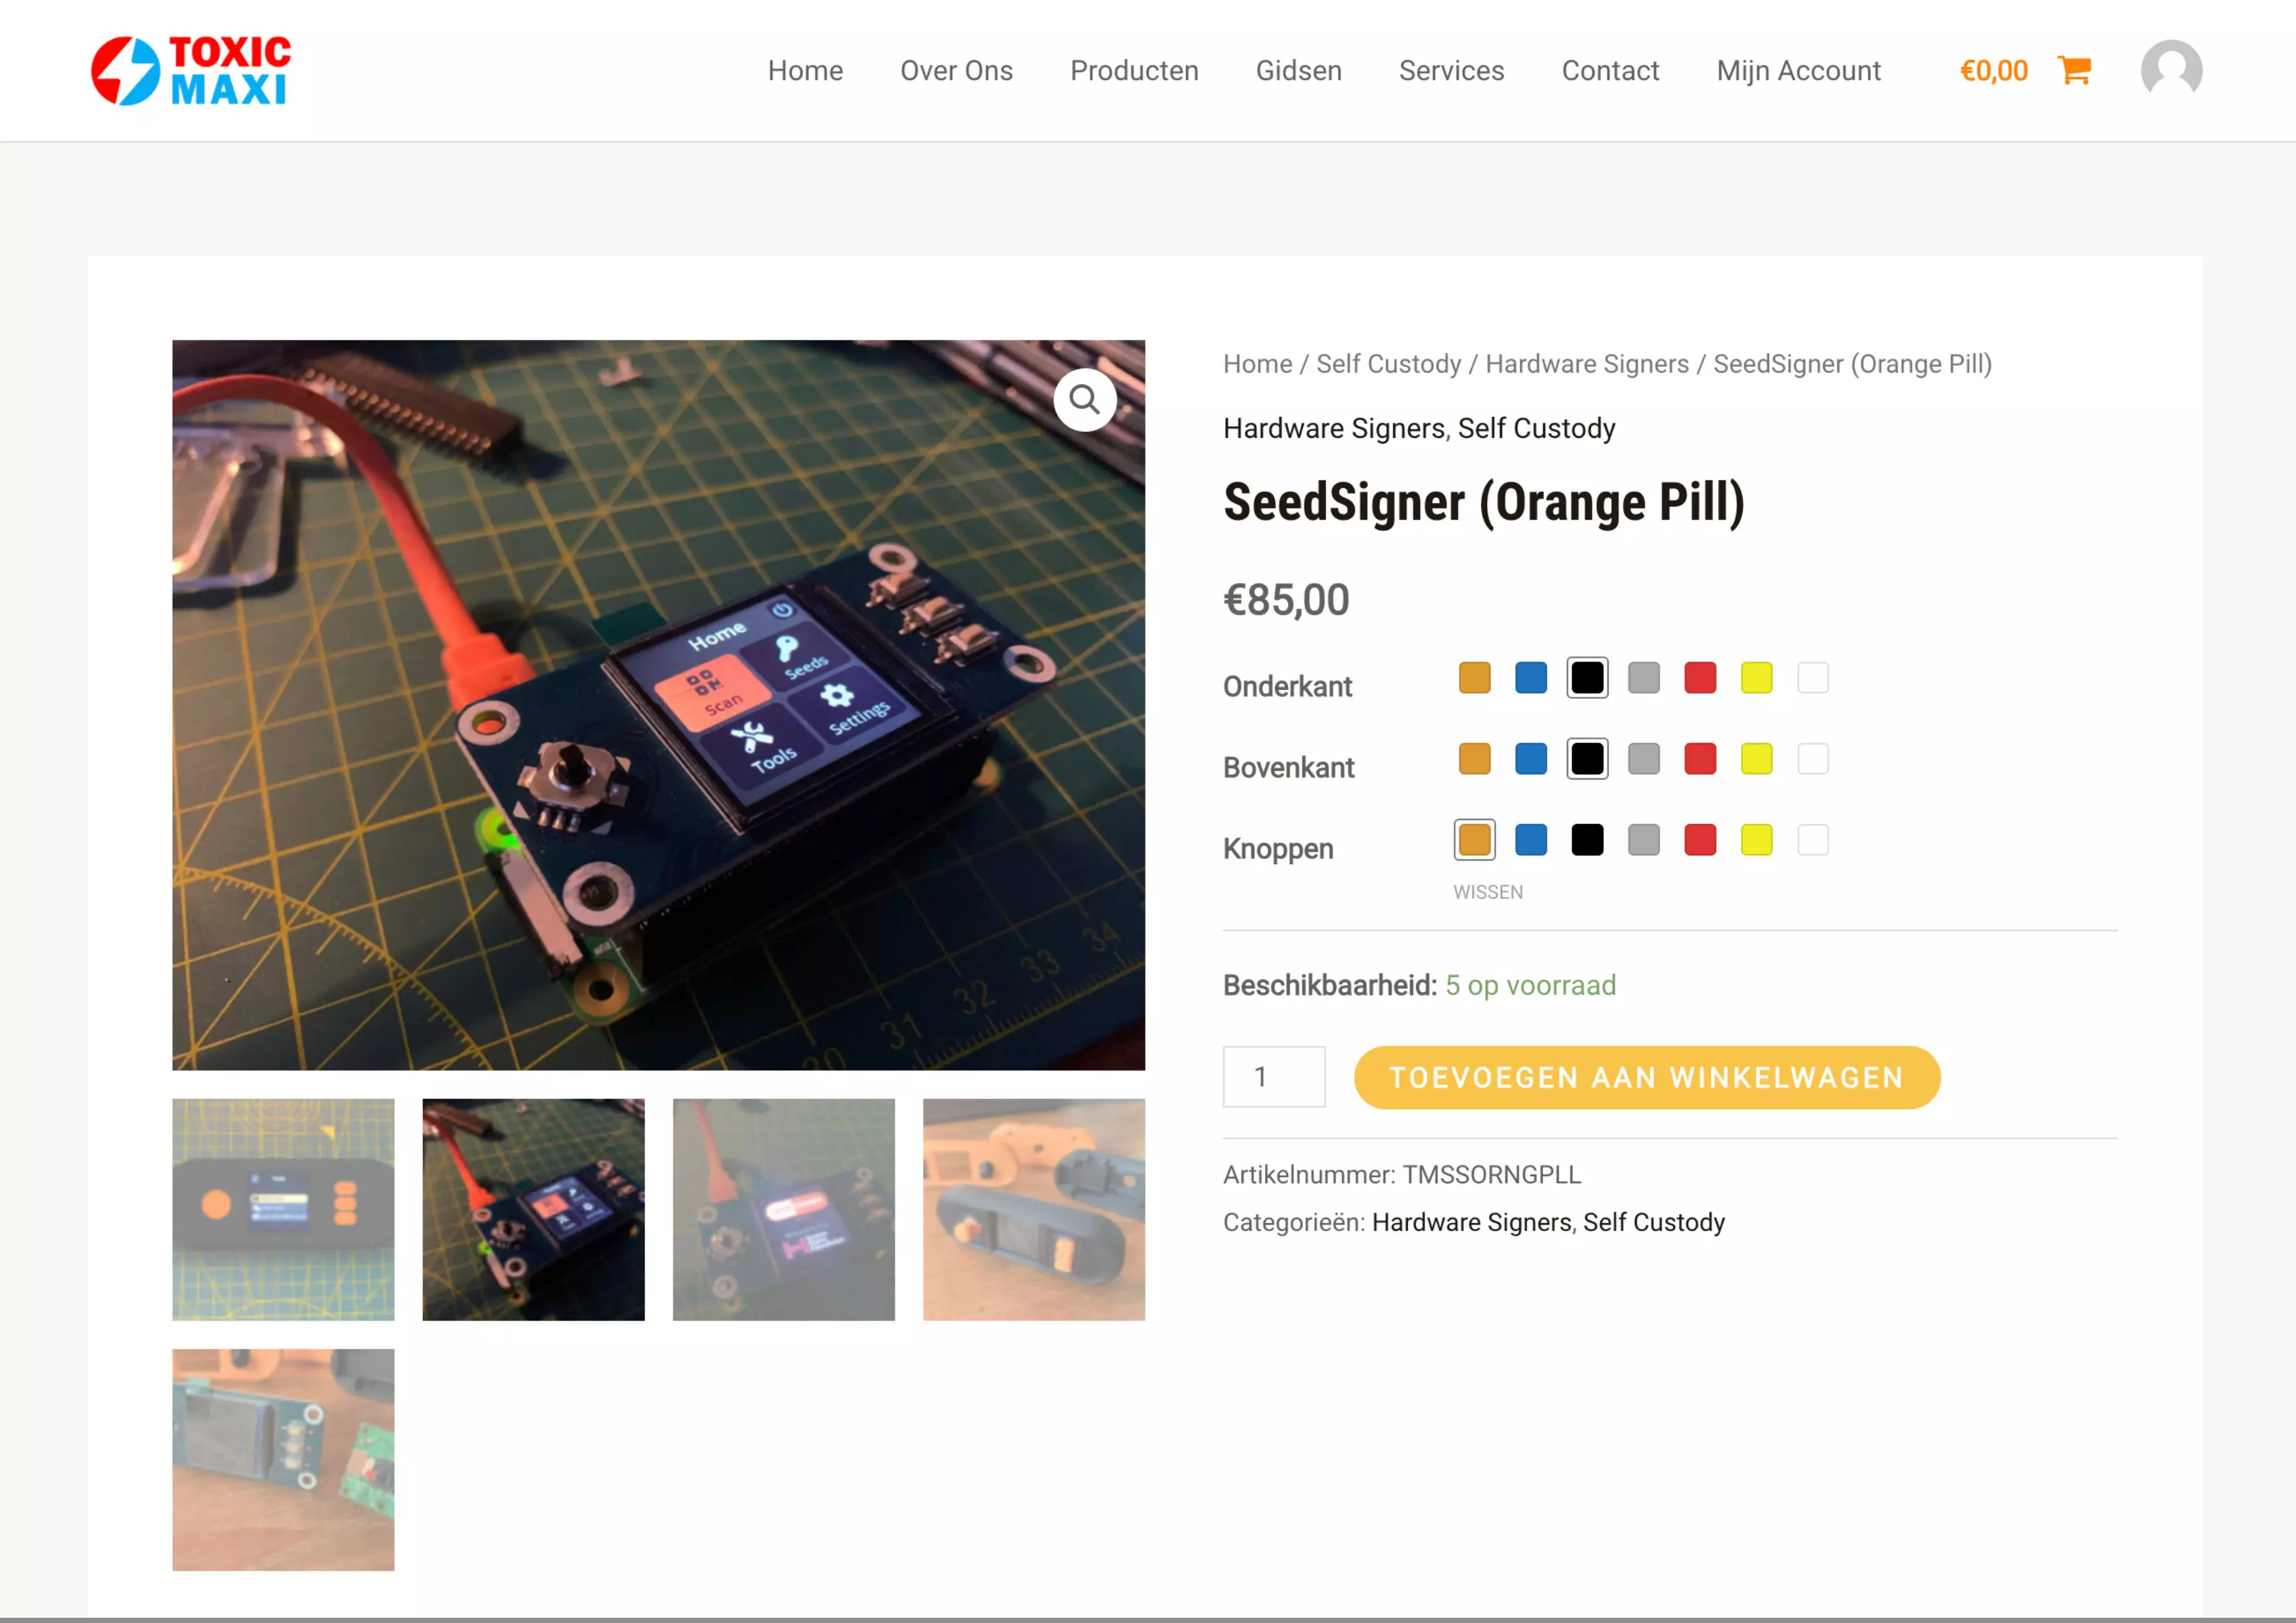 TOXIC
MAXI
Home Over Ons Producten Gidsen Services Contact Mijn Account €0,00
Home / Self Custody / Hardware Signers / SeedSigner (Orange Pill)
Hardware Signers, Self Custody
SeedSigner (Orange Pill)
€85,00
Onderkant
Bovenkant
Knoppen
WISSEN
Beschikbaarheid: 5 op voorraad
1 TOEVOEGEN AAN WINKELWAGEN
Artikelnummer: TMSSORNGPLL
Categorieën: Hardware Signers, Self Custody
Home
Scan Seeds
Tools Settings
30 31 32 33 34